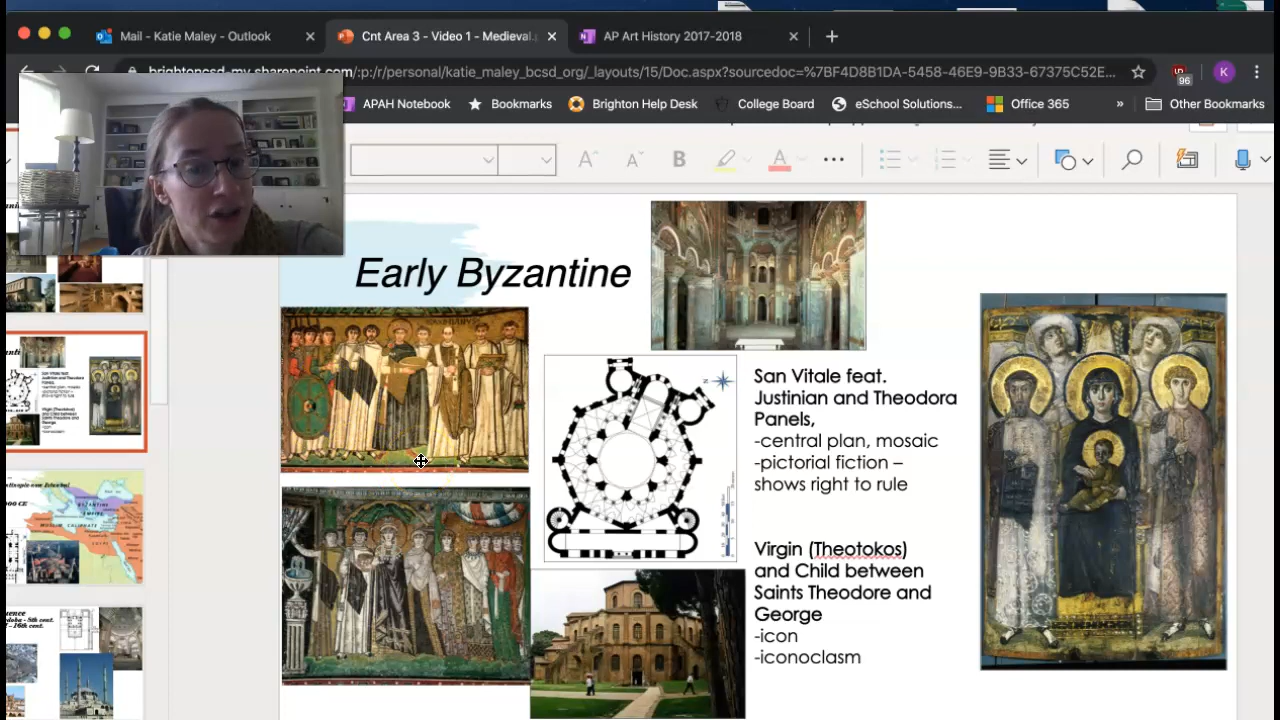 Mail - Katie Maley - Outlook
Cnt Area 3 - Video 1 - Medieval.
AP Art History 2017-2018
brightoncsd-my.sharepoint.com/:p:/r/personal/katie_maley_bcsd_org/_layouts/15/Doc.aspx?sourcedoc=%7BF4D8B1DA-5458-46E9-9B33-67375C52E...
96
K
APAH Notebook
Bookmarks
Brighton Help Desk
College Board
eSchool Solutions...
Office 365
»
Other Bookmarks
B
A
Early Byzantine
San Vitale feat.
Justinian and Theodora
Panels,
-central plan, mosaic
-pictorial fiction –
shows right to rule
Virgin (Theotokos)
and Child between
Saints Theodore and
George
-icon
-iconoclasm